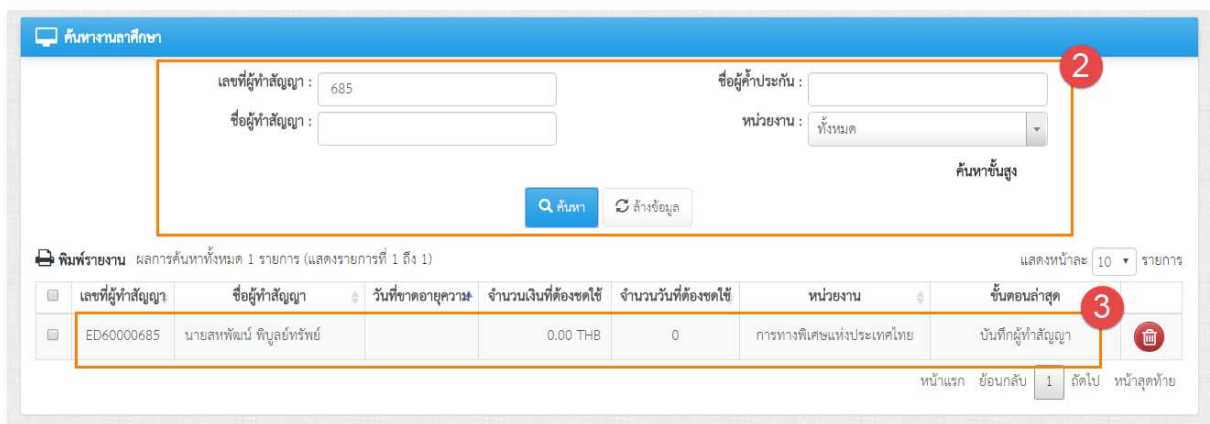 ค้นหางานลาศึกษา
เลขที่ผู้ทำสัญญา : 685 ชื่อผู้ค้ำประกัน : 2
ชื่อผู้ทำสัญญา : หน่วยงาน : ทั้งหมด
ค้นหาขั้นสูง
ค้นหา ล้างข้อมูล
พิมพ์รายงาน ผลการค้นหาทั้งหมด 1 รายการ (แสดงรายการที่ 1 ถึง 1) แสดงหน้าละ 10 รายการ
เลขที่ผู้ทำสัญญา ชื่อผู้ทำสัญญา วันที่ขาดอายุความ จำนวนเงินที่ต้องชดใช้ จำนวนวันที่ต้องชดใช้ หน่วยงาน ขั้นตอนล่าสุด 3
ED60000685 นายสหพัฒน์ พิบูลย์ทรัพย์ 0.00 THB 0 การทางพิเศษแห่งประเทศไทย บันทึกผู้ทำสัญญา
หน้าแรก ย้อนกลับ 1 ถัดไป หน้าสุดท้าย